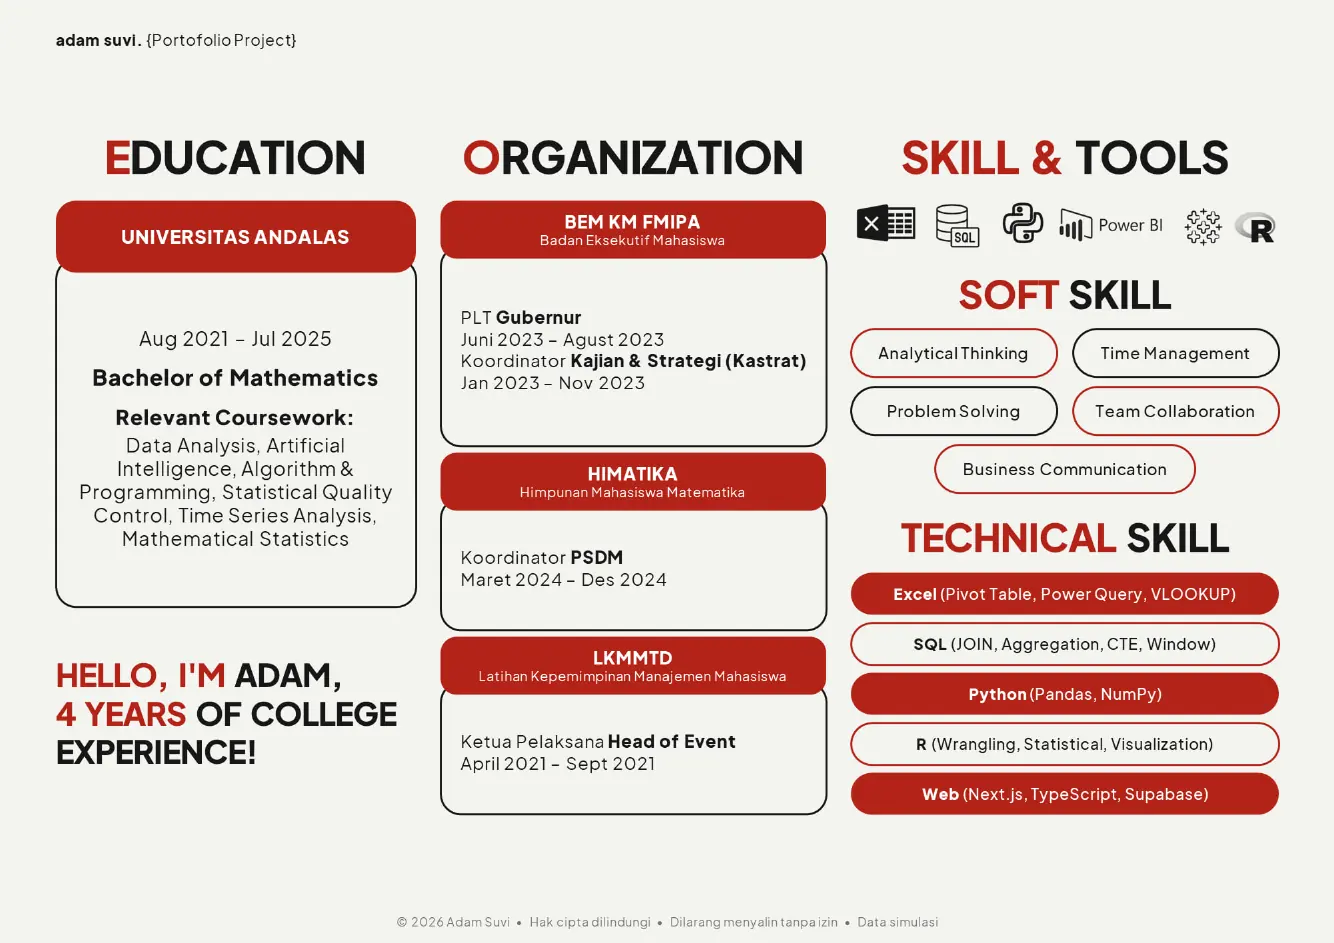 adam suvi. {Portofolio Project}
EDUCATION
UNIVERSITAS ANDALAS
Aug 2021 – Jul 2025
Bachelor of Mathematics
Relevant Coursework:
Data Analysis, Artificial
Intelligence, Algorithm &
Programming, Statistical Quality
Control, Time Series Analysis,
Mathematical Statistics
HELLO, I'M ADAM,
4 YEARS OF COLLEGE
EXPERIENCE!
ORGANIZATION
BEM KM FMIPA
Badan Eksekutif Mahasiswa
PLT Gubernur
Juni 2023 – Agust 2023
Koordinator Kajian & Strategi (Kastrat)
Jan 2023 – Nov 2023
HIMATIKA
Himpunan Mahasiswa Matematika
Koordinator PSDM
Maret 2024 – Des 2024
LKMMTD
Latihan Kepemimpinan Manajemen Mahasiswa
Ketua Pelaksana Head of Event
April 2021 – Sept 2021
SKILL & TOOLS
X SQL Power BI R
SOFT SKILL
Analytical Thinking
Time Management
Problem Solving
Team Collaboration
Business Communication
TECHNICAL SKILL
Excel (Pivot Table, Power Query, VLOOKUP)
SQL (JOIN, Aggregation, CTE, Window)
Python (Pandas, NumPy)
R (Wrangling, Statistical, Visualization)
Web (Next.js, TypeScript, Supabase)
© 2026 Adam Suvi • Hak cipta dilindungi • Dilarang menyalin tanpa izin • Data simulasi